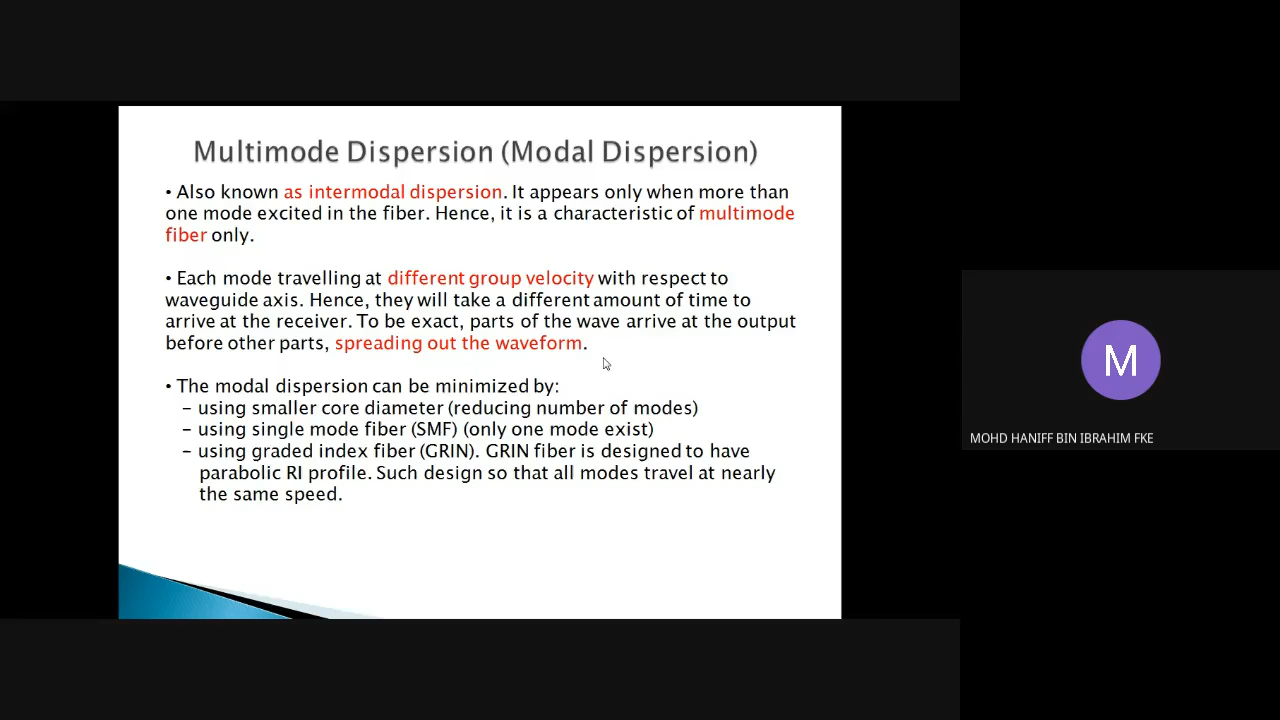 Multimode Dispersion (Modal Dispersion)
• Also known as intermodal dispersion. It appears only when more than
one mode excited in the fiber. Hence, it is a characteristic of multimode
fiber only.
• Each mode travelling at different group velocity with respect to
waveguide axis. Hence, they will take a different amount of time to
arrive at the receiver. To be exact, parts of the wave arrive at the output
before other parts, spreading out the waveform.
• The modal dispersion can be minimized by:
– using smaller core diameter (reducing number of modes)
– using single mode fiber (SMF) (only one mode exist)
– using graded index fiber (GRIN). GRIN fiber is designed to have
parabolic RI profile. Such design so that all modes travel at nearly
the same speed.
M
MOHD HANIFF BIN IBRAHIM FKE